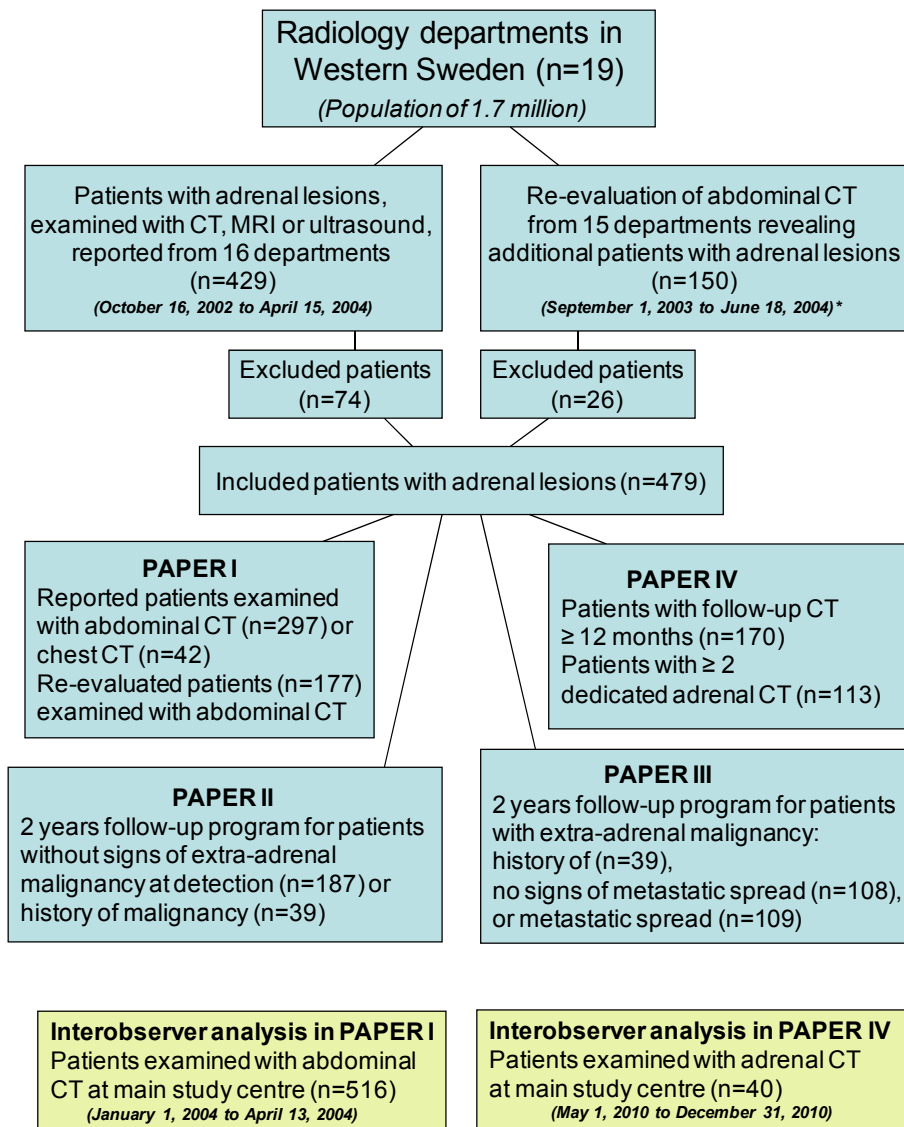 Radiology departments in
Western Sweden (n=19)
(Population of 1.7 million)
Patients with adrenal lesions,
examined with CT, MRI or ultrasound,
reported from 16 departments
(n=429)
(October 16, 2002 to April 15, 2004)
Re-evaluation of abdominal CT
from 15 departments revealing
additional patients with adrenal lesions
(n=150)
(September 1, 2003 to June 18, 2004)*
Excluded patients
(n=74)
Excluded patients
(n=26)
Included patients with adrenal lesions (n=479)
PAPER I
Reported patients examined
with abdominal CT (n=297) or
chest CT (n=42)
Re-evaluated patients (n=177)
examined with abdominal CT
PAPER IV
Patients with follow-up CT
≥ 12 months (n=170)
Patients with ≥ 2
dedicated adrenal CT (n=113)
PAPER II
2 years follow-up program for patients
without signs of extra-adrenal
malignancy at detection (n=187) or
history of malignancy (n=39)
PAPER III
2 years follow-up program for patients
with extra-adrenal malignancy:
history of (n=39),
no signs of metastatic spread (n=108),
or metastatic spread (n=109)
Interobserver analysis in PAPER I
Patients examined with abdominal
CT at main study centre (n=516)
(January 1, 2004 to April 13, 2004)
Interobserver analysis in PAPER IV
Patients examined with adrenal CT
at main study centre (n=40)
(May 1, 2010 to December 31, 2010)